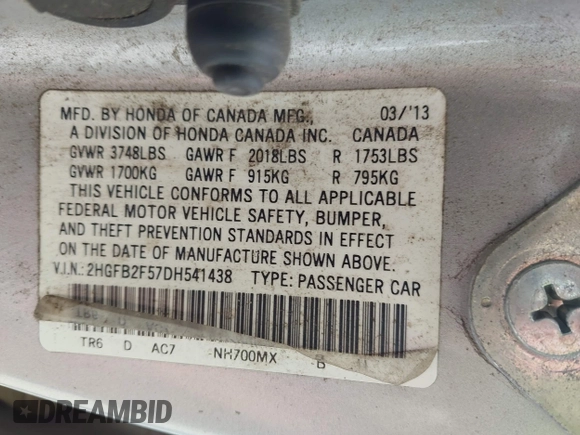 MFD. BY HONDA OF CANADA MFG., 03/'13
A DIVISION OF HONDA CANADA INC. CANADA
GVWR 3748LBS GAWR F 2018LBS R 1753LBS
GVWR 1700KG GAWR F 915KG R 795KG
THIS VEHICLE CONFORMS TO ALL APPLICABLE
FEDERAL MOTOR VEHICLE SAFETY, BUMPER,
AND THEFT PREVENTION STANDARDS IN EFFECT
ON THE DATE OF MANUFACTURE SHOWN ABOVE.
V.I.N.: 2HGFB2F57DH541438 TYPE: PASSENGER CAR
TR6 D AC7 NH700MX B
DREAMBID